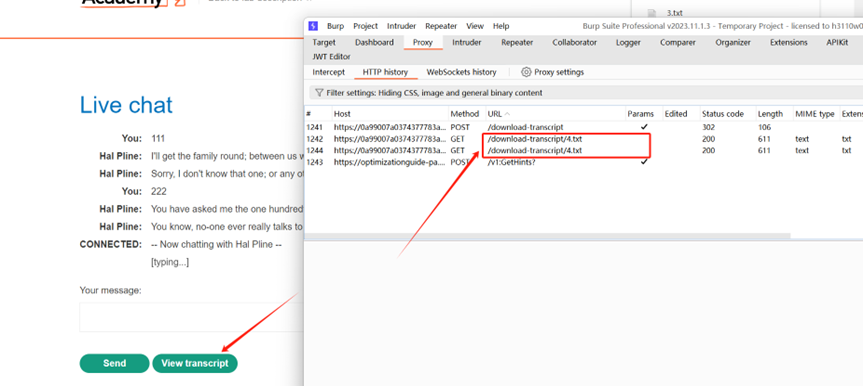 Academy
3.txt
Burp Project Intruder Repeater View Help Burp Suite Professional v2023.11.1.3 - Temporary Project - licensed to h3110w0
Target Dashboard Proxy Intruder Repeater Collaborator Logger Comparer Organizer Extensions APIKit
JWT Editor
Intercept HTTP history WebSockets history Proxy settings
Filter settings: Hiding CSS, image and general binary content
# Host Method URL Params Edited Status code Length MIME type Extens
1241 https://0a99007a0374377783a... POST /download-transcript ✓ 302 106
1242 https://0a99007a0374377783a... GET /download-transcript/4.txt 200 611 text txt
1244 https://0a99007a0374377783a... GET /download-transcript/4.txt 200 611 text txt
1243 https://optimizationguide-pa.... POST /v1:GetHints? ✓
Live chat
You: 111
Hal Pline: I'll get the family round; between us w
Hal Pline: Sorry, I don't know that one; or any ot
You: 222
Hal Pline: You have asked me the one hundred
Hal Pline: You know, no-one ever really talks to
CONNECTED: -- Now chatting with Hal Pline --
[typing...]
Your message:
Send View transcript